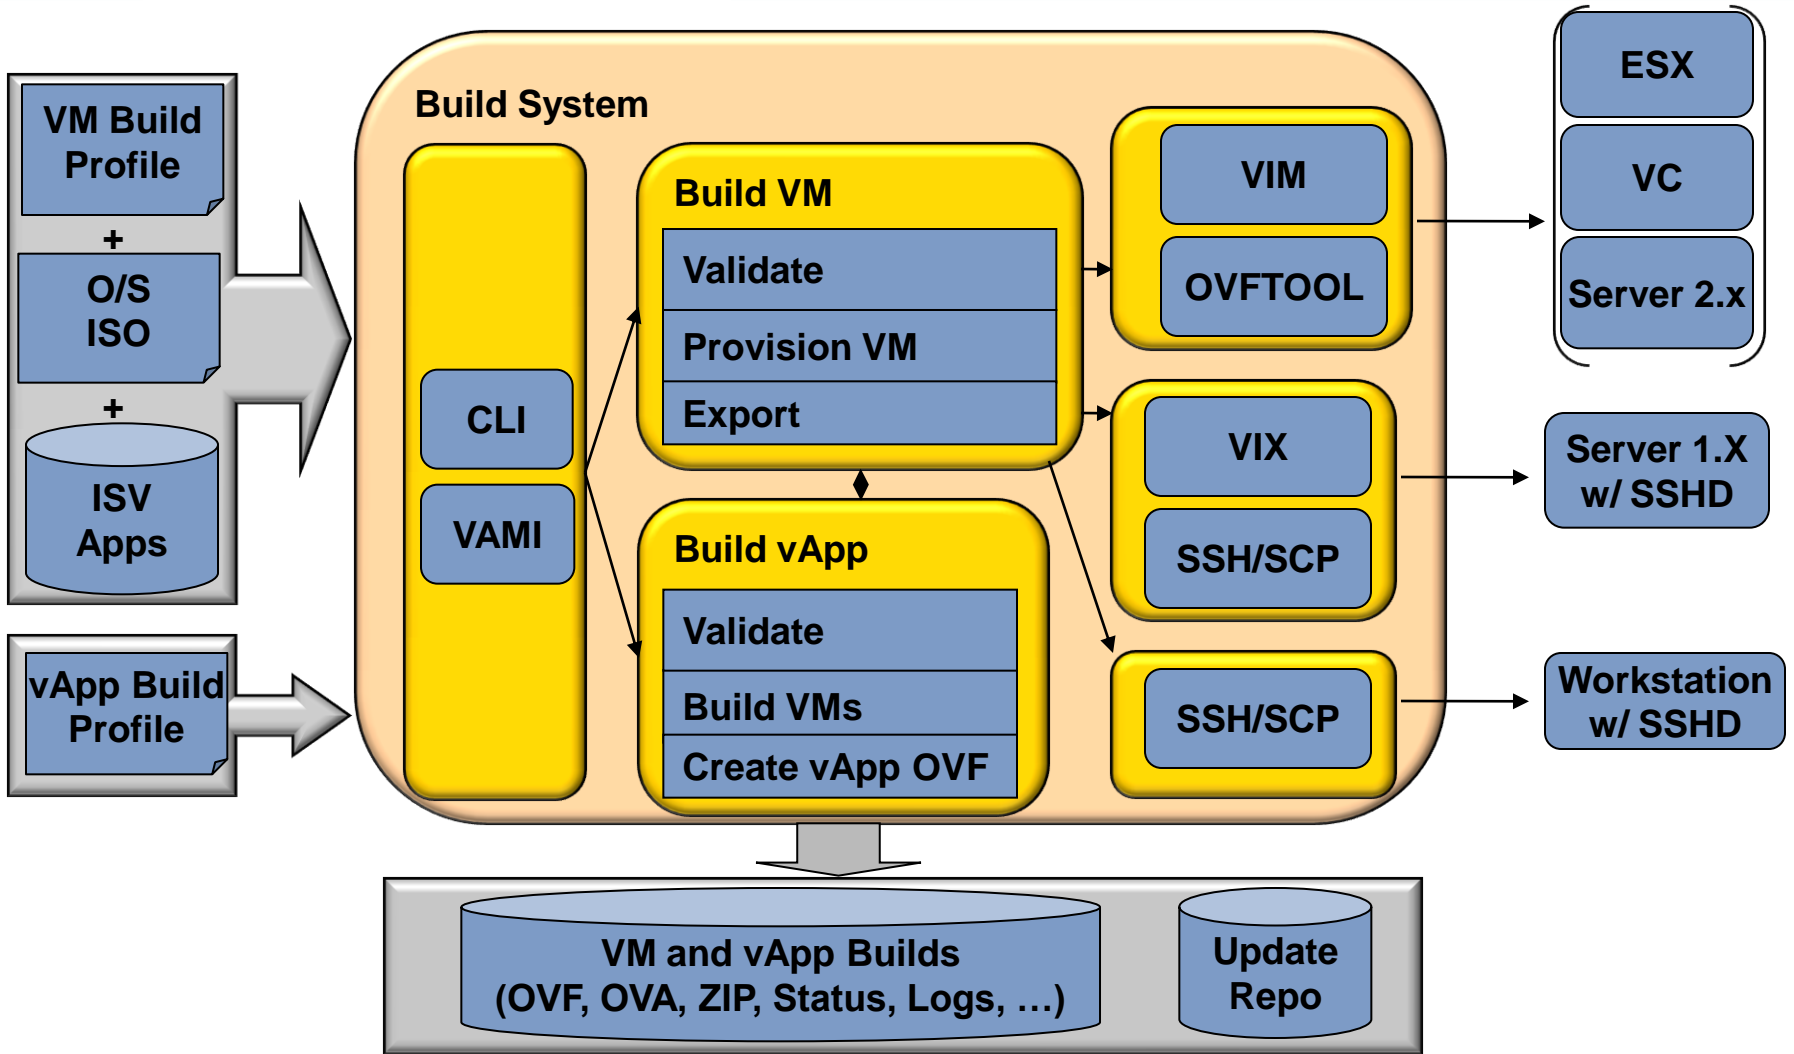 VM Build
Profile
+
O/S
ISO
+
ISV
Apps
vApp Build
Profile
Build System
CLI
VAMI
Build VM
Validate
Provision VM
Export
Build vApp
Validate
Build VMs
Create vApp OVF
VIM
OVFTOOL
VIX
SSH/SCP
SSH/SCP
ESX
VC
Server 2.x
Server 1.X
w/ SSHD
Workstation
w/ SSHD
VM and vApp Builds
(OVF, OVA, ZIP, Status, Logs, …)
Update
Repo